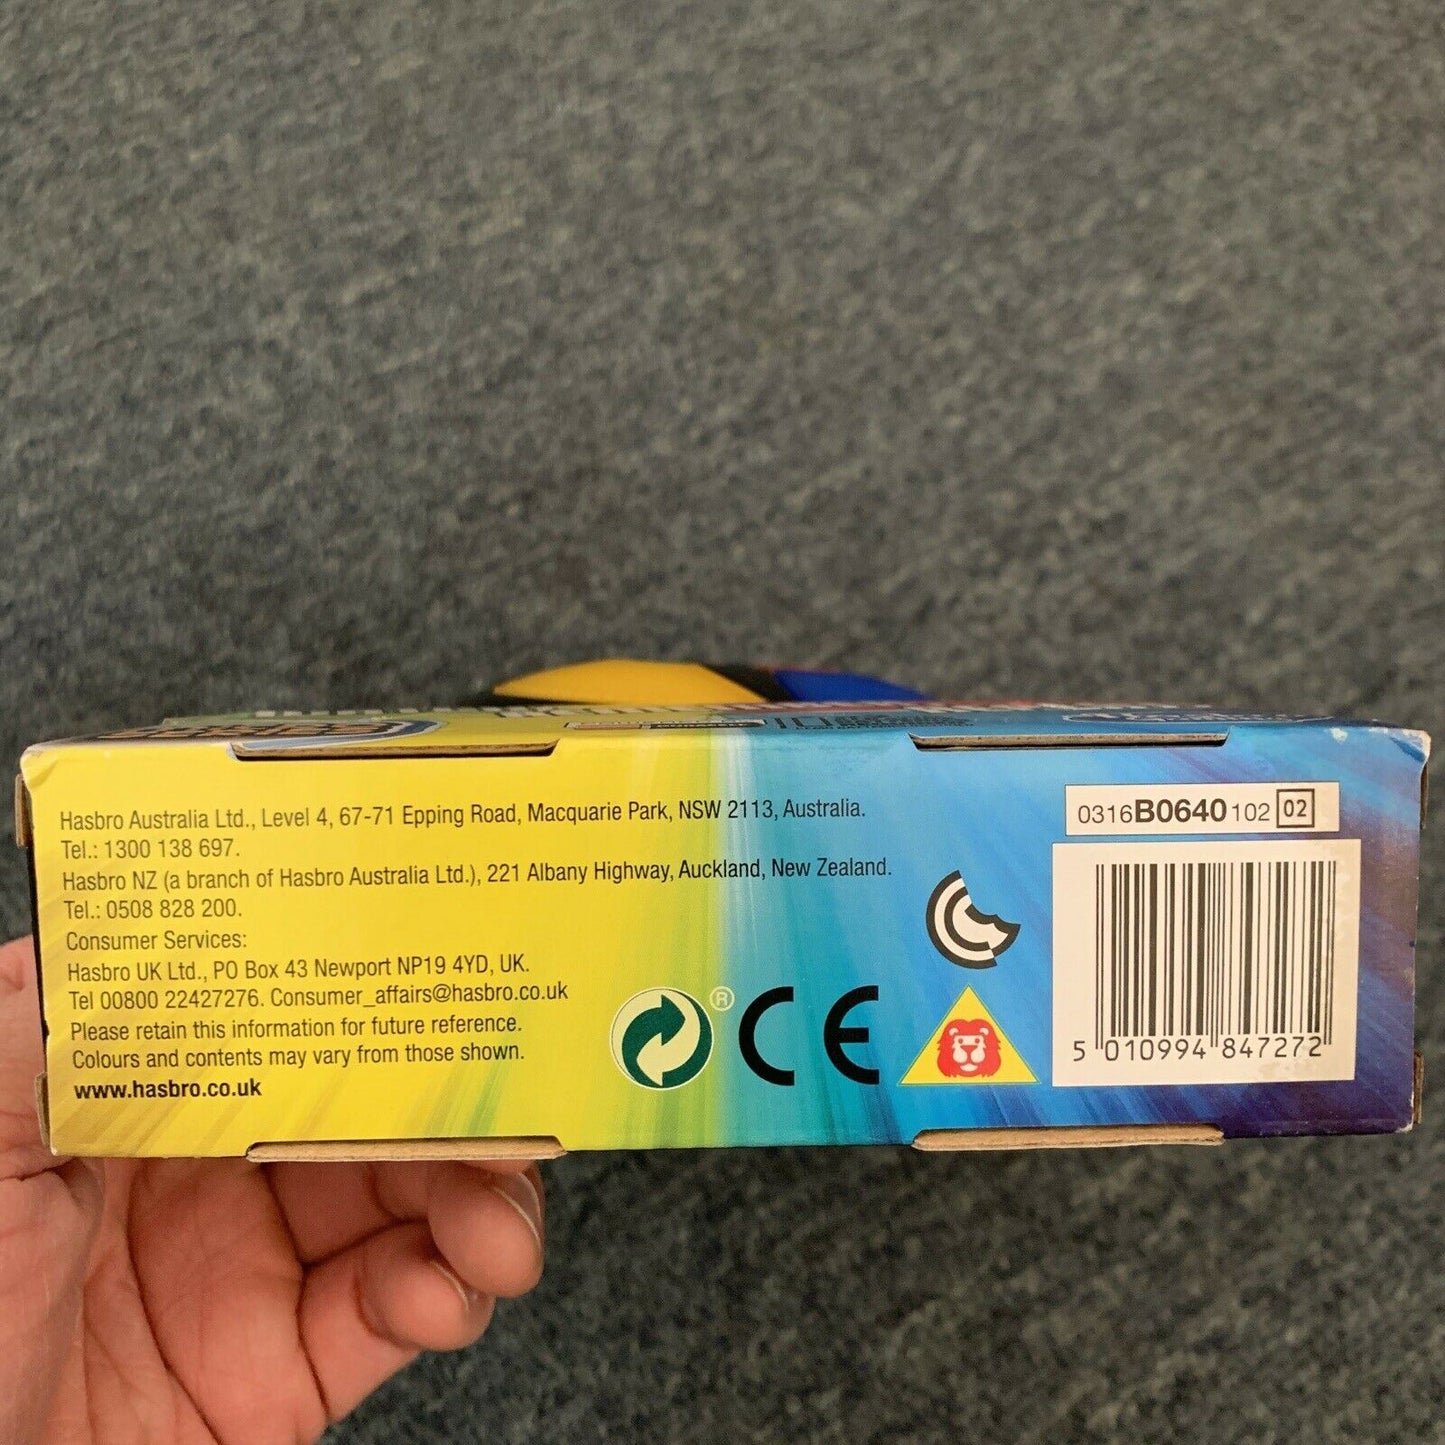 Hasbro Australia Ltd., Level 4, 67-71 Epping Road, Macquarie Park, NSW 2113, Australia.
Tel.: 1300 138 697.
Hasbro NZ (a branch of Hasbro Australia Ltd.), 221 Albany Highway, Auckland, New Zealand.
Tel.: 0508 828 200.
Consumer Services:
Hasbro UK Ltd., PO Box 43 Newport NP19 4YD, UK.
Tel 00800 22427276. Consumer_affairs@hasbro.co.uk
Please retain this information for future reference.
Colours and contents may vary from those shown.
www.hasbro.co.uk
®
CE
0316B0640102 02
5 010994 847272